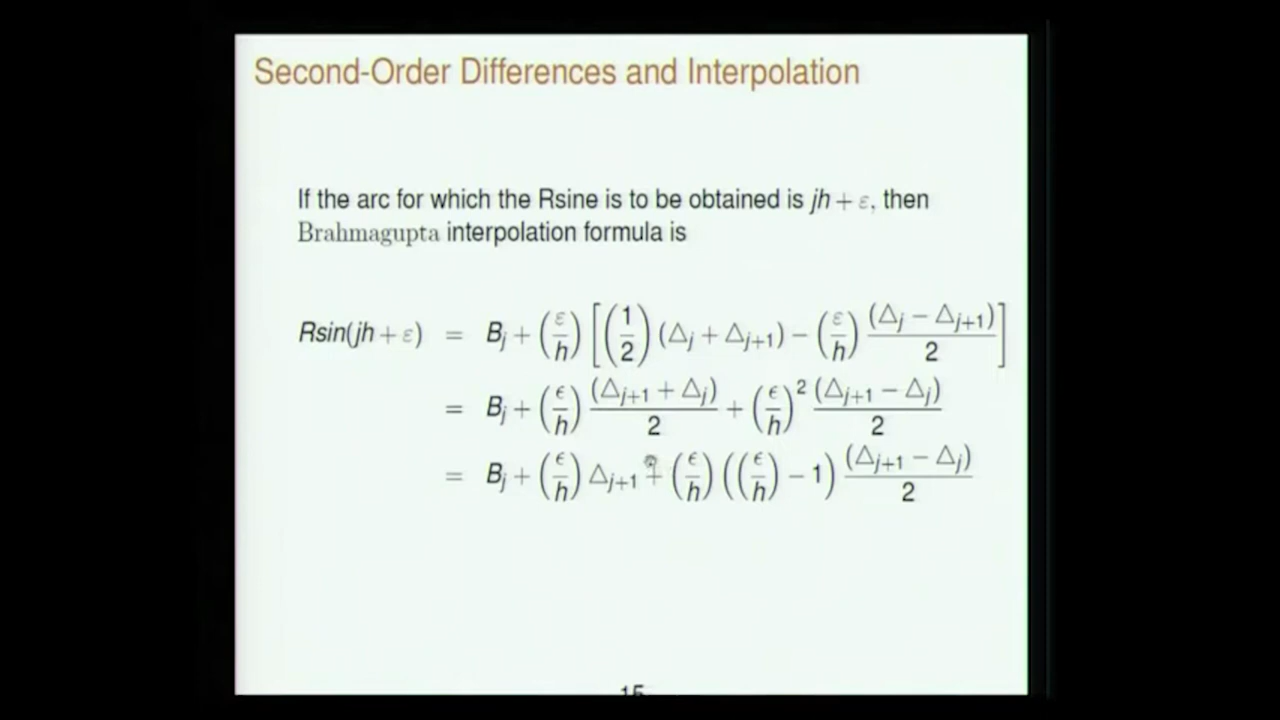 Second-Order Differences and Interpolation
If the arc for which the Rsine is to be obtained is jh + ε, then
Brahmagupta interpolation formula is
Rsin(jh + ε) = B_j + (ε/h) [(1/2) (Δ_j + Δ_{j+1}) − (ε/h) (Δ_j − Δ_{j+1})/2]
= B_j + (ϵ/h) (Δ_{j+1} + Δ_j)/2 + (ϵ/h)² (Δ_{j+1} − Δ_j)/2
= B_j + (ϵ/h) Δ_{j+1} + (ϵ/h) ((ϵ/h) − 1) (Δ_{j+1} − Δ_j)/2
15